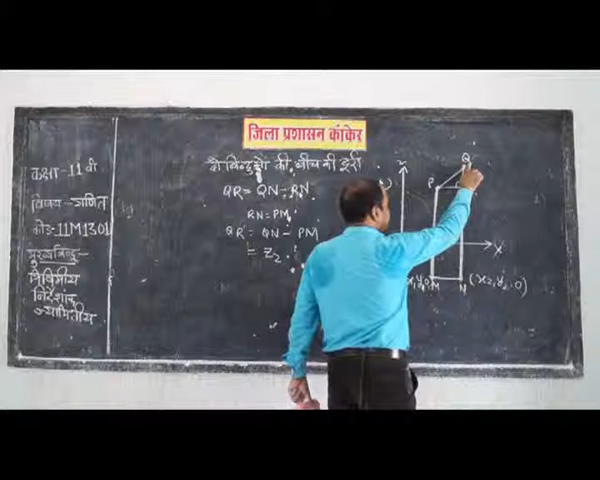 जिला प्रशासन कांकेर
कक्षा-11 वी
विषय-गणित
कोड-11M1301
मुख्यबिन्दु:-
त्रिविमीय
निर्देशांक
ज्यामितीय
दो बिन्दुओ की बीच की दूरी
QR = QN - RN
RN = PM
QR = QN - PM
= Z₂
Q
P
X
M
N
(x₂, y₂, 0)